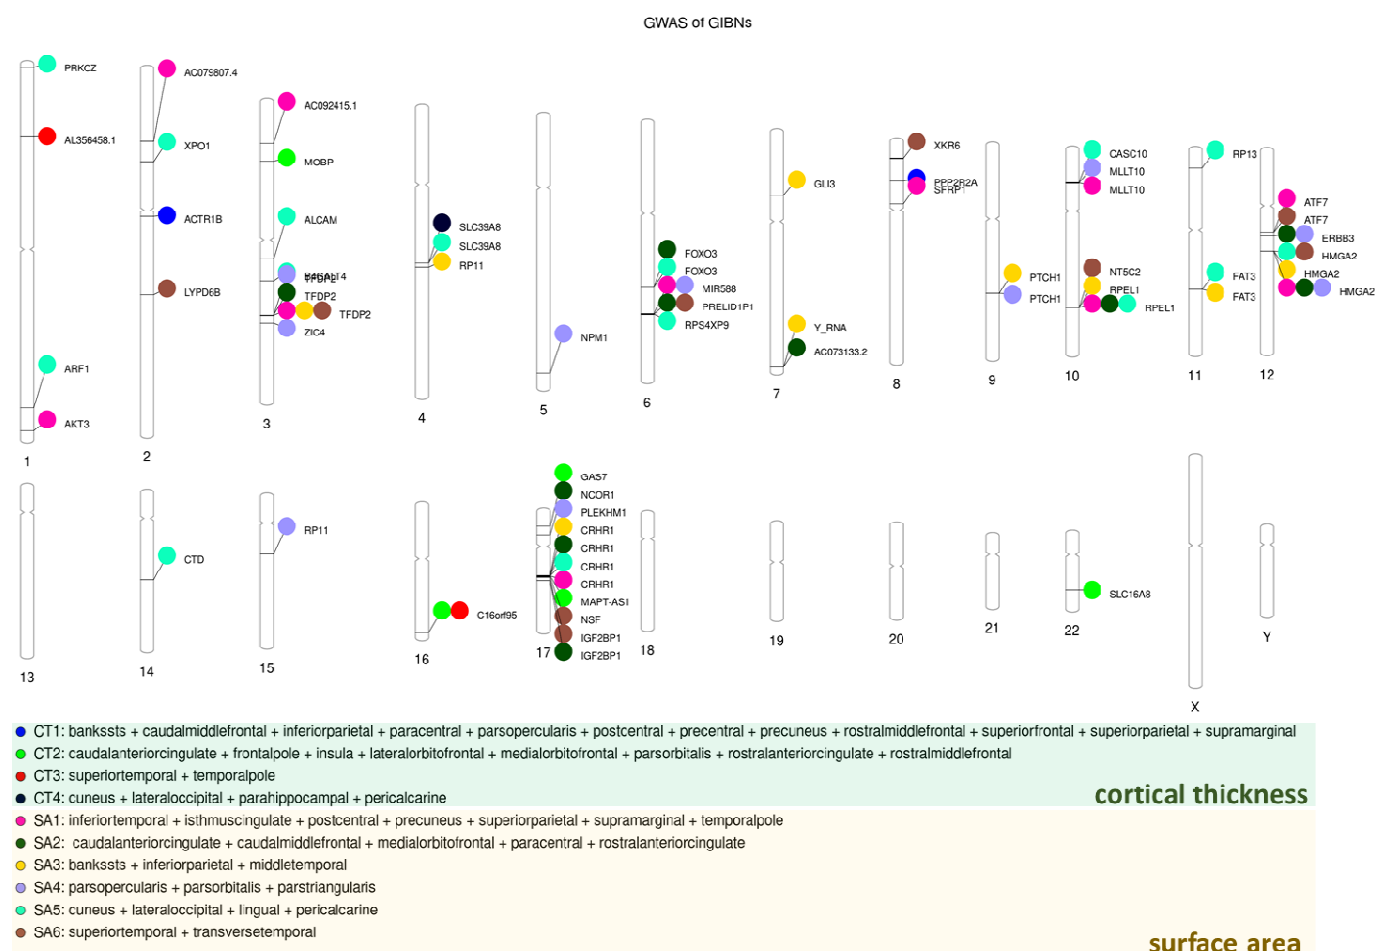 GWAS of GIBNs
PRKCZ
AL356458.1
ARF1
AKT3
1
AC079807.4
XPO1
ACTR1B
LYPD6B
2
AC092415.1
MOBP
ALCAM
TFDP2
TFDP2
ZIC4
3
SLC39A8
SLC39A8
RP11
4
NPM1
5
FOXO3
FOXO3
MIR588
PRELID1P1
RPS4XP9
6
GLI3
Y_RNA
AC073133.2
7
XKR6
PPP2R2A
SFRP1
8
PTCH1
PTCH1
9
CASC10
MLLT10
MLLT10
NT5C2
RPEL1
RPEL1
10
RP13
FAT3
FAT3
11
ATF7
ATF7
ERBB3
HMGA2
HMGA2
HMGA2
12
13
CTD
14
RP11
15
C16orf95
16
GAS7
NCOR1
PLEKHM1
CRHR1
CRHR1
CRHR1
CRHR1
MAPT-AS1
NSF
IGF2BP1
IGF2BP1
17
18
19
20
21
SLC16A8
22
X
Y
CT1: bankssts + caudalmiddlefrontal + inferiorparietal + paracentral + parsopercularis + postcentral + precentral + precuneus + rostralmiddlefrontal + superiorfrontal + superiorparietal + supramarginal
CT2: caudalanteriorcingulate + frontalpole + insula + lateralorbitofrontal + medialorbitofrontal + parsorbitalis + rostralanteriorcingulate + rostralmiddlefrontal
CT3: superiortemporal + temporalpole
CT4: cuneus + lateraloccipital + parahippocampal + pericalcarine
cortical thickness
SA1: inferiortemporal + isthmuscingulate + postcentral + precuneus + superiorparietal + supramarginal + temporalpole
SA2: caudalanteriorcingulate + caudalmiddlefrontal + medialorbitofrontal + paracentral + rostralanteriorcingulate
SA3: bankssts + inferiorparietal + middletemporal
SA4: parsopercularis + parsorbitalis + parstriangularis
SA5: cuneus + lateraloccipital + lingual + pericalcarine
SA6: superiortemporal + transversetemporal
surface area